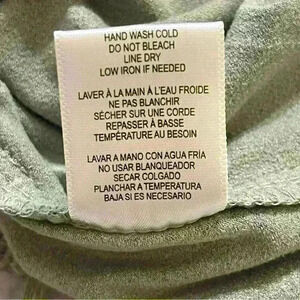 HAND WASH COLD
DO NOT BLEACH
LINE DRY
LOW IRON IF NEEDED
LAVER À LA MAIN À L'EAU FROIDE
NE PAS BLANCHIR
SÉCHER SUR UNE CORDE
REPASSER À BASSE
TEMPÉRATURE AU BESOIN
LAVAR A MANO CON AGUA FRÍA
NO USAR BLANQUEADOR
SECAR COLGADO
PLANCHAR A TEMPERATURA
BAJA SI ES NECESARIO